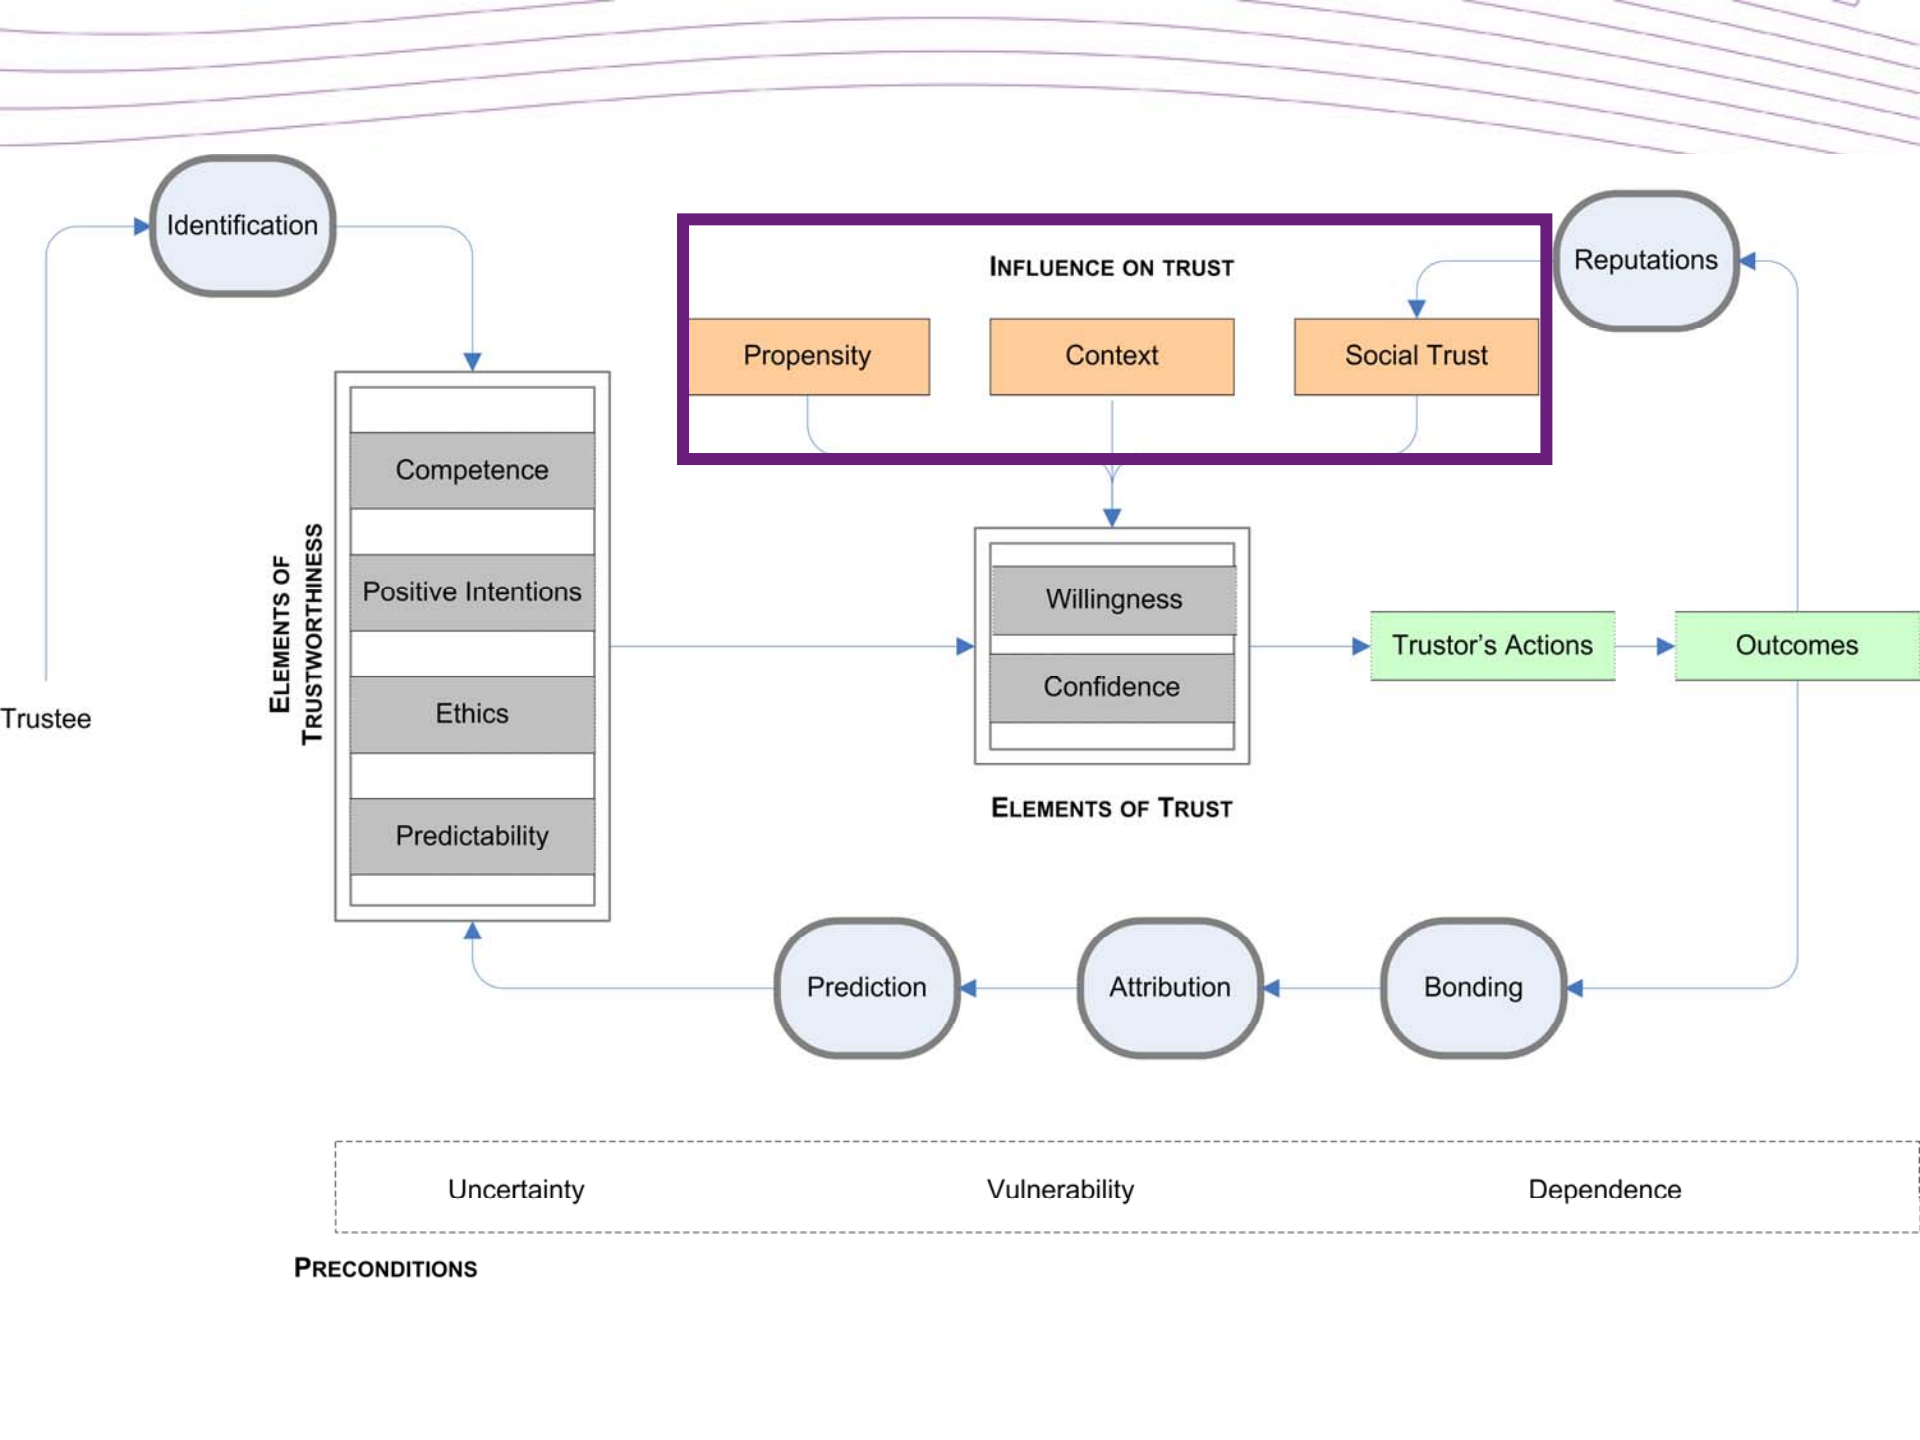 Identification
INFLUENCE ON TRUST
Reputations
Propensity
Context
Social Trust
ELEMENTS OF
TRUSTWORTHINESS
Competence
Positive Intentions
Ethics
Predictability
Trustee
Willingness
Confidence
ELEMENTS OF TRUST
Trustor’s Actions
Outcomes
Prediction
Attribution
Bonding
Uncertainty
Vulnerability
Dependence
PRECONDITIONS